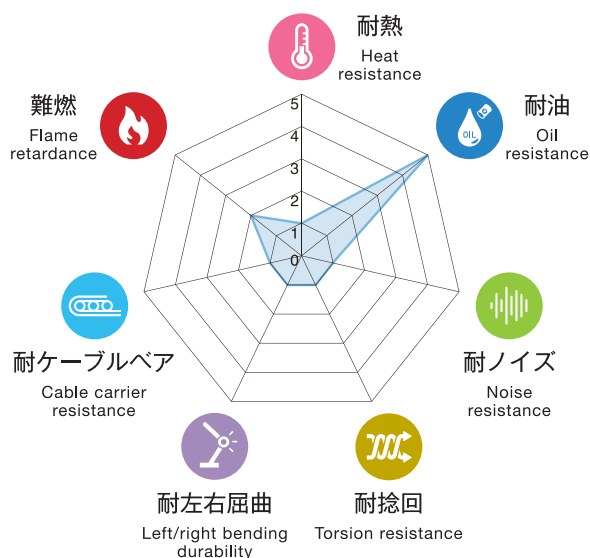 耐熱
Heat
resistance
難燃
Flame
retardance
耐油
Oil
resistance
OIL
5
4
3
2
1
0
耐ケーブルベア
Cable carrier
resistance
耐ノイズ
Noise
resistance
耐左右屈曲
Left/right bending
durability
耐捻回
Torsion resistance